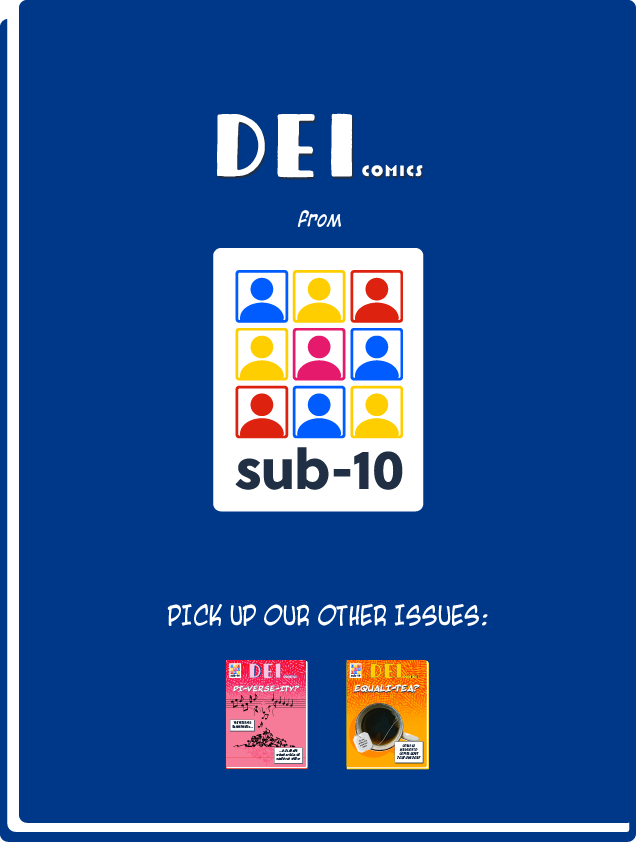 DEI COMICS
from
sub-10
PICK UP OUR OTHER ISSUES:
DEI
DI-VERSE-ITY?
DEI
EQUALI-TEA?